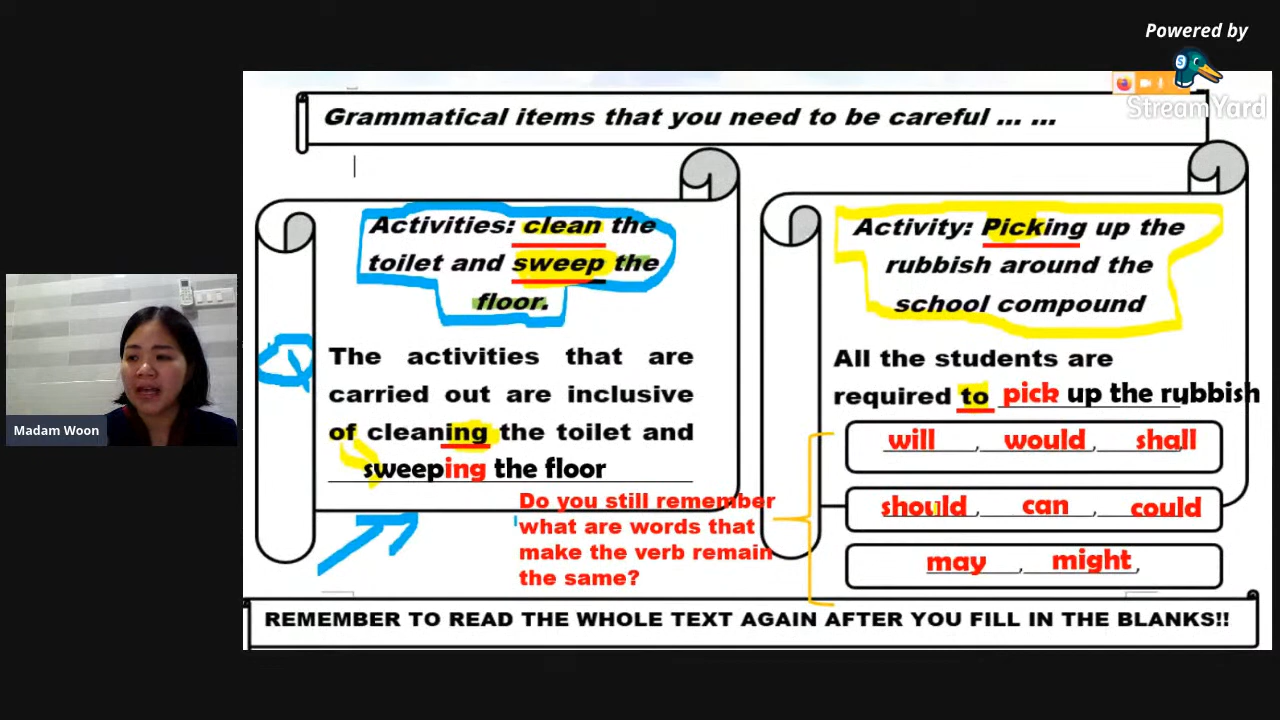 Powered by
StreamYard
Grammatical items that you need to be careful ... ...
Activities: clean the
toilet and sweep the
floor.
The activities that are
carried out are inclusive
of cleaning the toilet and
sweeping the floor
Activity: Picking up the
rubbish around the
school compound
All the students are
required to pick up the rubbish
will, would, shall,
should, can, could
may, might,
Do you still remember
what are words that
make the verb remain
the same?
REMEMBER TO READ THE WHOLE TEXT AGAIN AFTER YOU FILL IN THE BLANKS!!
Madam Woon